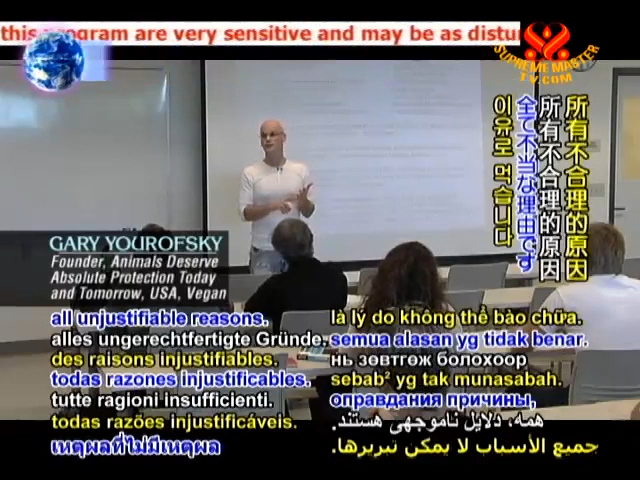 this program are very sensitive and may be as distur
SUPREME MASTER
TV.COM
所有不合理的原因
所有不合理的原因
全て不当な理由です
이유로 먹습니다
GARY YOUROFSKY
Founder, Animals Deserve
Absolute Protection Today
and Tomorrow, USA, Vegan
all unjustifiable reasons.
alles ungerechtfertigte Gründe,
des raisons injustifiables.
todas razones injustificables.
tutte ragioni insufficienti.
todas razões injustificáveis.
เหตุผลที่ไม่มีเหตุผล
là lý do không thể bào chữa.
semua alasan yg tidak benar.
нь зөвтгөж болохоор
sebab² yg tak munasabah.
оправдания причины,
همه، دلایل ناموجهی هستند.
جميع الأسباب لا يمكن تبريرها.